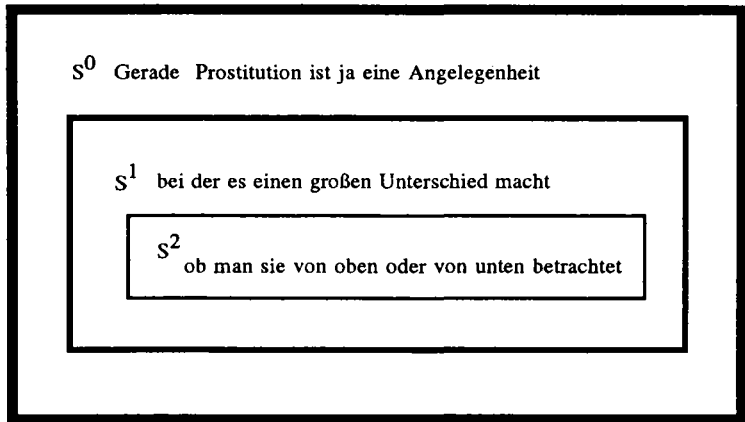 S⁰ Gerade Prostitution ist ja eine Angelegenheit
S¹ bei der es einen großen Unterschied macht
S² ob man sie von oben oder von unten betrachtet